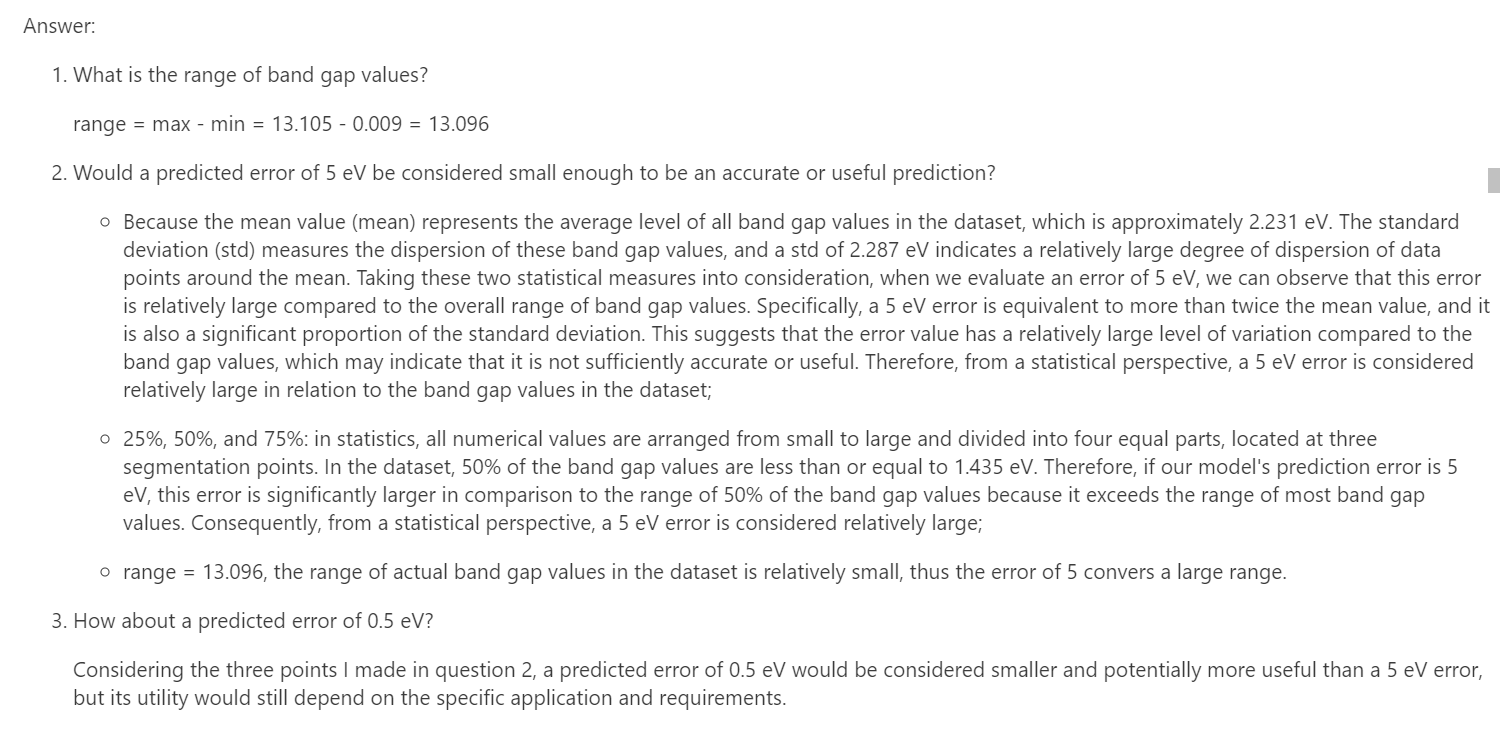 Answer:
1. What is the range of band gap values?
range = max - min = 13.105 - 0.009 = 13.096
2. Would a predicted error of 5 eV be considered small enough to be an accurate or useful prediction?
○ Because the mean value (mean) represents the average level of all band gap values in the dataset, which is approximately 2.231 eV. The standard
deviation (std) measures the dispersion of these band gap values, and a std of 2.287 eV indicates a relatively large degree of dispersion of data
points around the mean. Taking these two statistical measures into consideration, when we evaluate an error of 5 eV, we can observe that this error
is relatively large compared to the overall range of band gap values. Specifically, a 5 eV error is equivalent to more than twice the mean value, and it
is also a significant proportion of the standard deviation. This suggests that the error value has a relatively large level of variation compared to the
band gap values, which may indicate that it is not sufficiently accurate or useful. Therefore, from a statistical perspective, a 5 eV error is considered
relatively large in relation to the band gap values in the dataset;
○ 25%, 50%, and 75%: in statistics, all numerical values are arranged from small to large and divided into four equal parts, located at three
segmentation points. In the dataset, 50% of the band gap values are less than or equal to 1.435 eV. Therefore, if our model's prediction error is 5
eV, this error is significantly larger in comparison to the range of 50% of the band gap values because it exceeds the range of most band gap
values. Consequently, from a statistical perspective, a 5 eV error is considered relatively large;
○ range = 13.096, the range of actual band gap values in the dataset is relatively small, thus the error of 5 convers a large range.
3. How about a predicted error of 0.5 eV?
Considering the three points I made in question 2, a predicted error of 0.5 eV would be considered smaller and potentially more useful than a 5 eV error,
but its utility would still depend on the specific application and requirements.